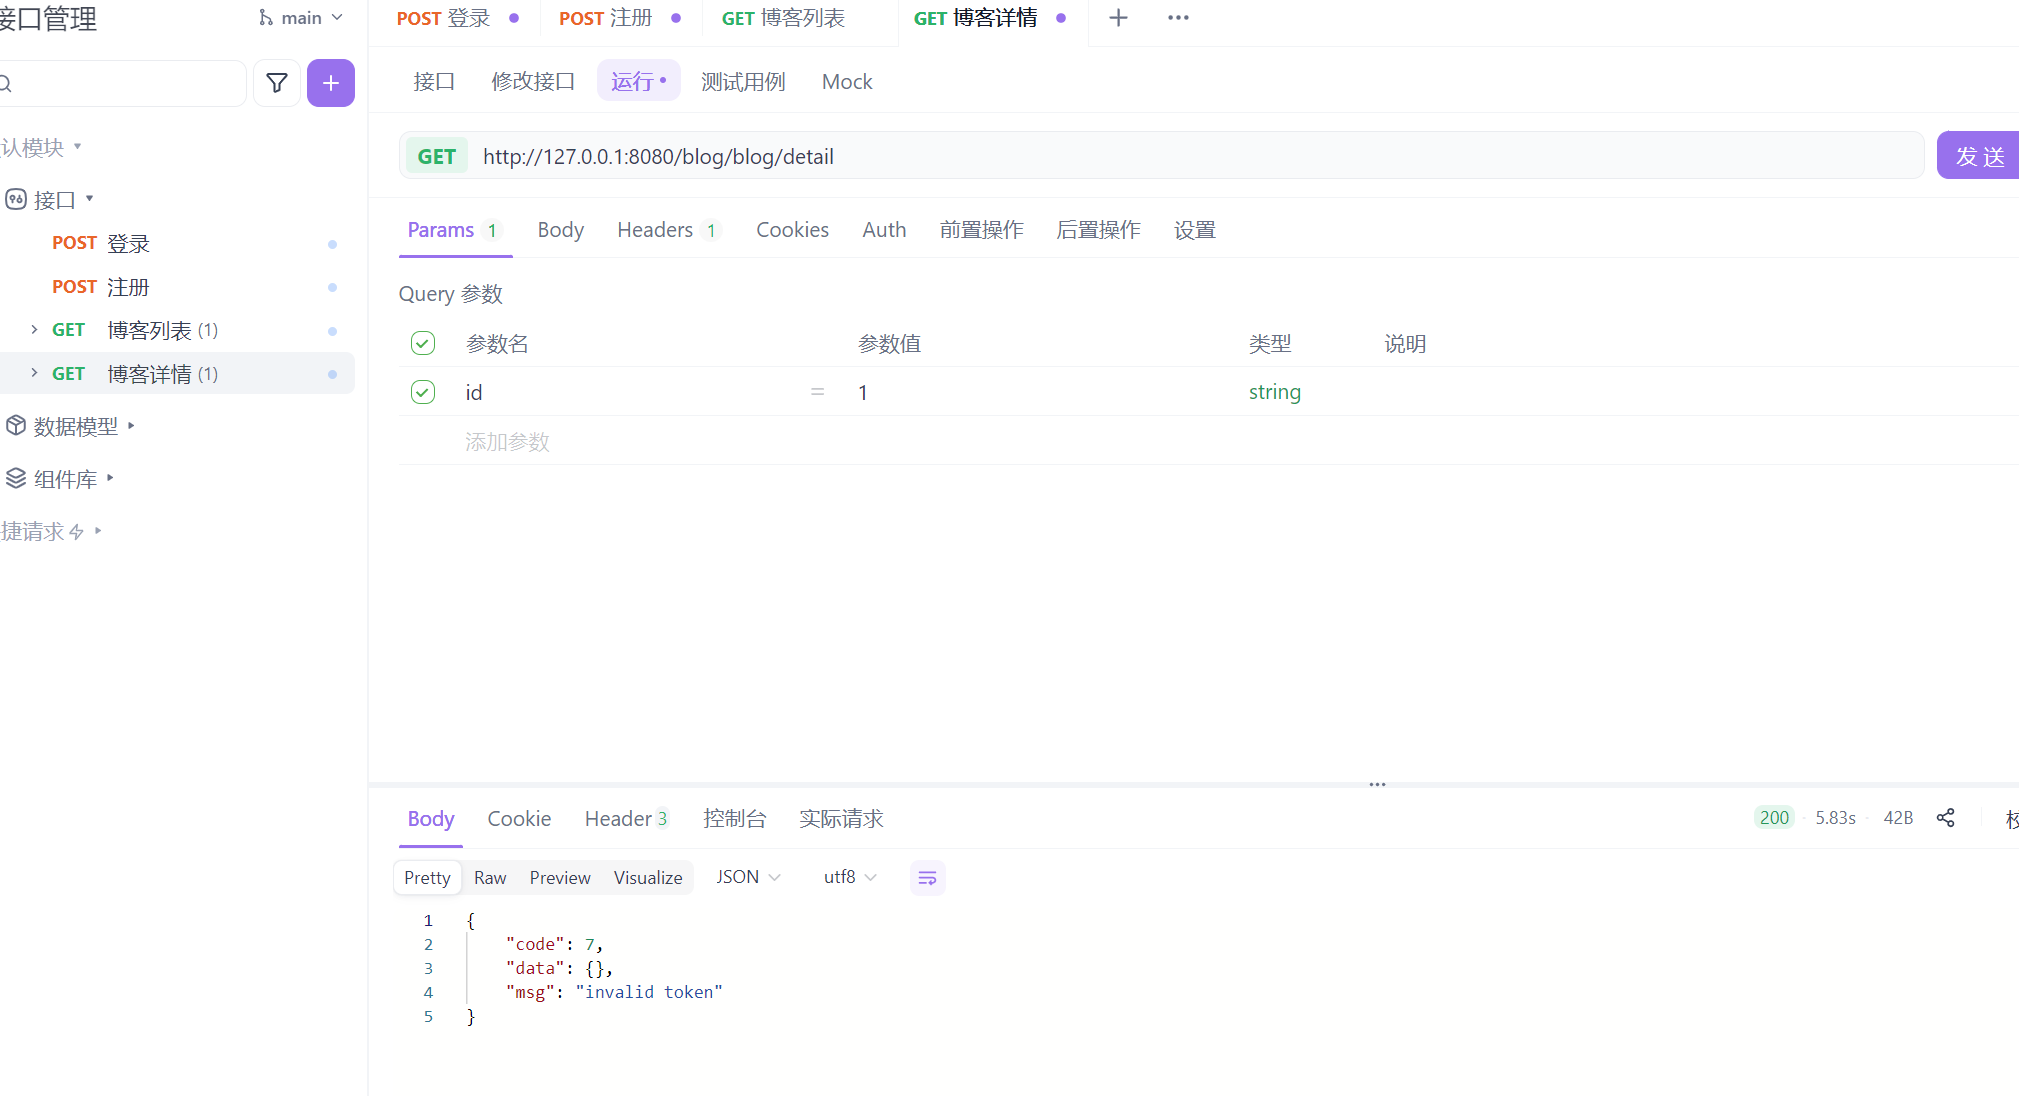 接口管理
main
POST 登录
POST 注册
GET 博客列表
GET 博客详情
认模块
接口
POST 登录
POST 注册
GET 博客列表 (1)
GET 博客详情 (1)
数据模型
组件库
捷请求
接口 修改接口 运行 测试用例 Mock
GET http://127.0.0.1:8080/blog/blog/detail 发 送
Params 1 Body Headers 1 Cookies Auth 前置操作 后置操作 设置
Query 参数
参数名 参数值 类型 说明
id = 1 string
添加参数
Body Cookie Header 3 控制台 实际请求
200 5.83s 42B
Pretty Raw Preview Visualize JSON utf8
1 {
2 "code": 7,
3 "data": {},
4 "msg": "invalid token"
5 }